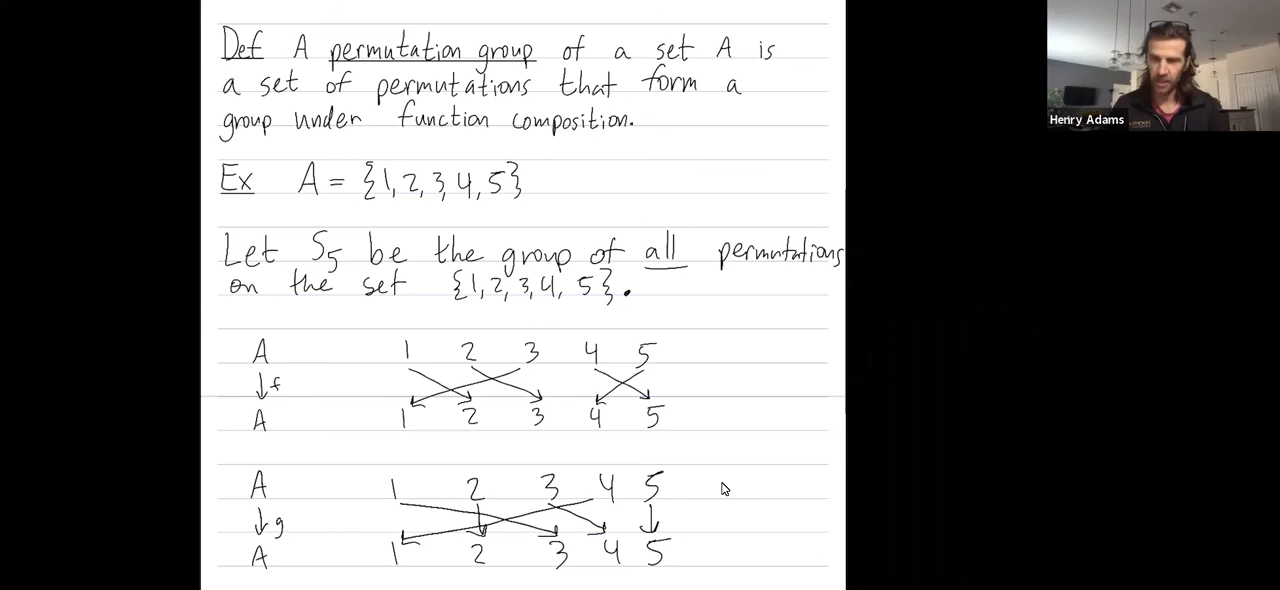 Def A permutation group of a set A is
a set of permutations that form a
group under function composition.
Ex A = {1, 2, 3, 4, 5}
Let S₅ be the group of all permutations
on the set {1, 2, 3, 4, 5}.
A 1 2 3 4 5
↓f
A 1 2 3 4 5
A 1 2 3 4 5
↓g
A 1 2 3 4 5
Henry Adams